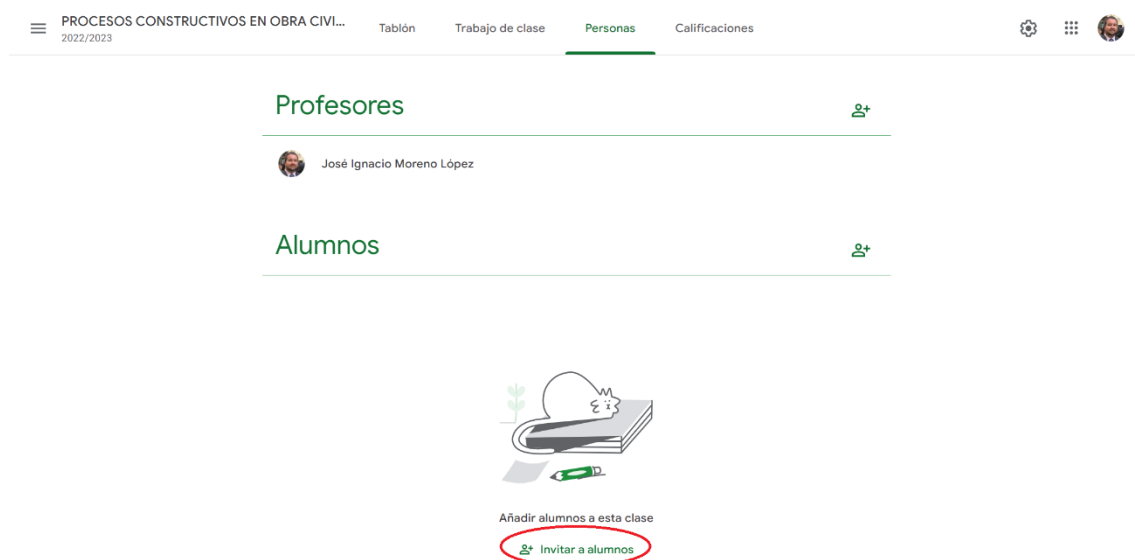 PROCESOS CONSTRUCTIVOS EN OBRA CIVI...
2022/2023
Tablón Trabajo de clase Personas Calificaciones
Profesores
José Ignacio Moreno López
Alumnos
Añadir alumnos a esta clase
Invitar a alumnos